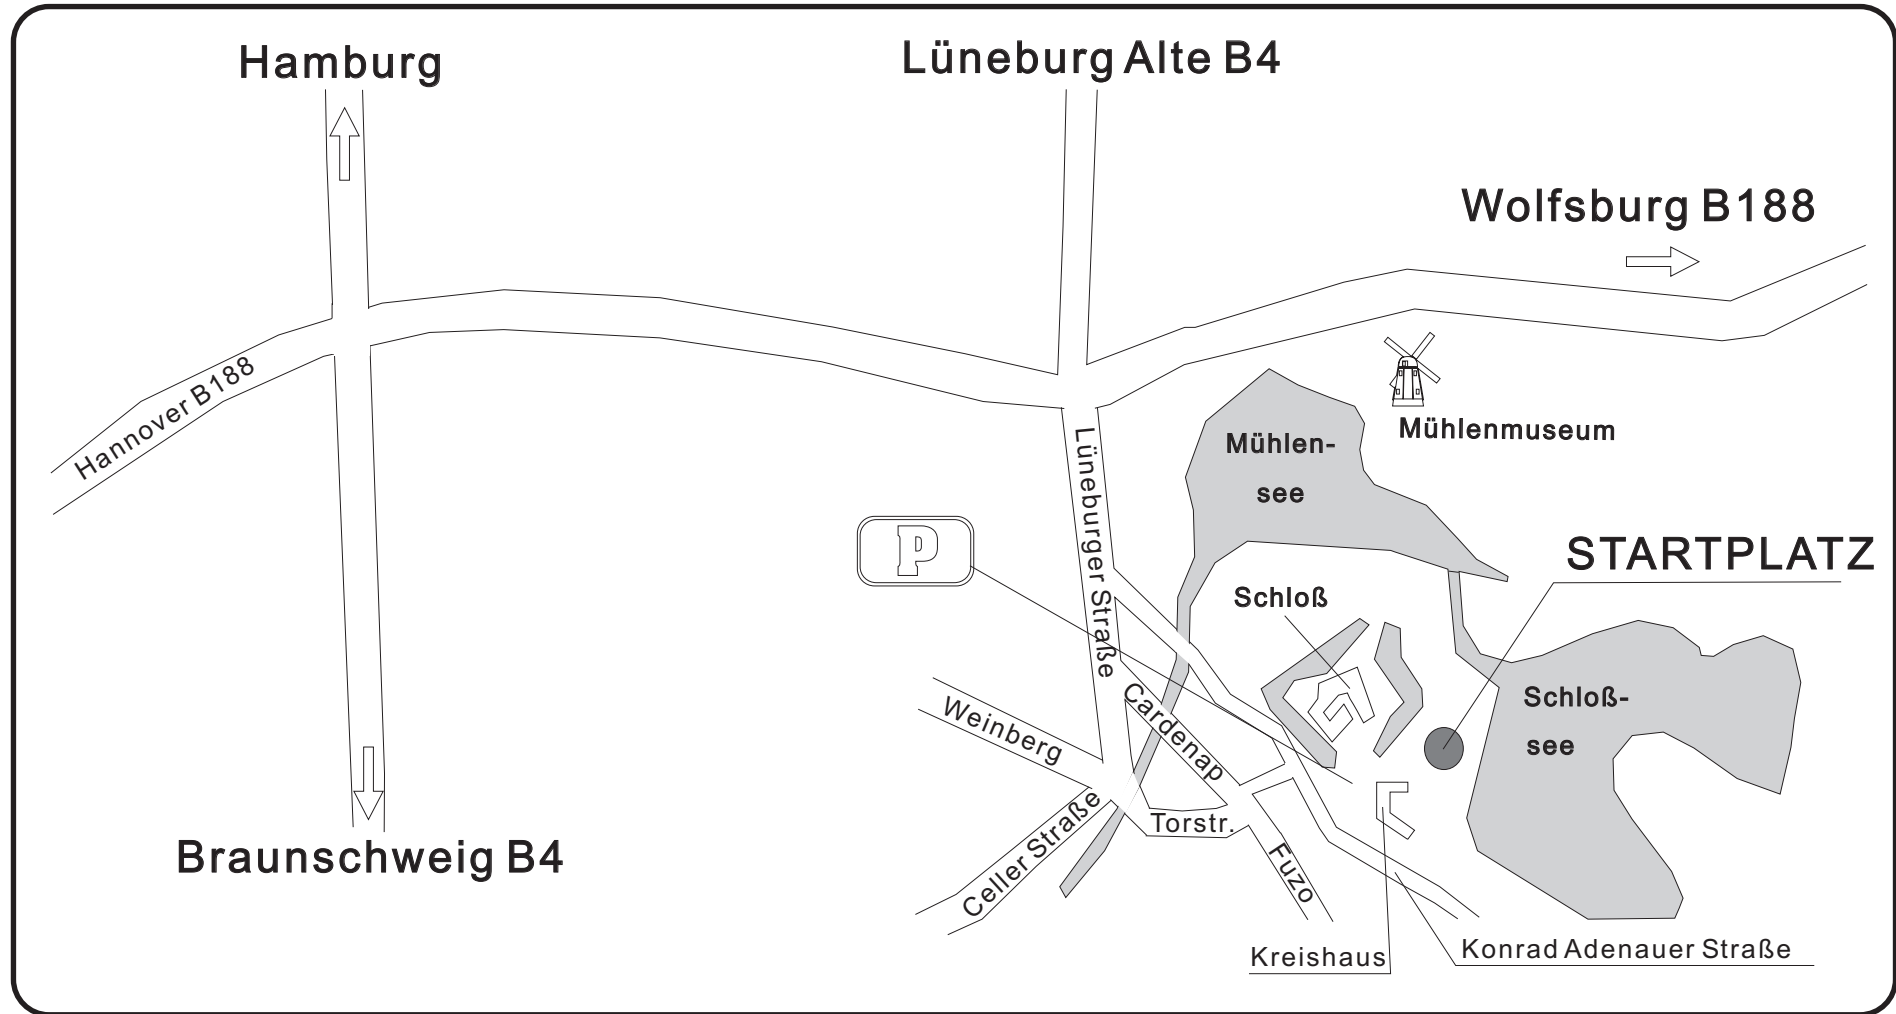 Hamburg
Lüneburg Alte B4
Wolfsburg B188
Hannover B188
Mühlenmuseum
Mühlen-
see
Lüneburger Straße
P
STARTPLATZ
Schloß
Schloß-
see
Weinberg
Cardenap
Torstr.
Celler Straße
Fuzo
Braunschweig B4
Kreishaus
Konrad Adenauer Straße